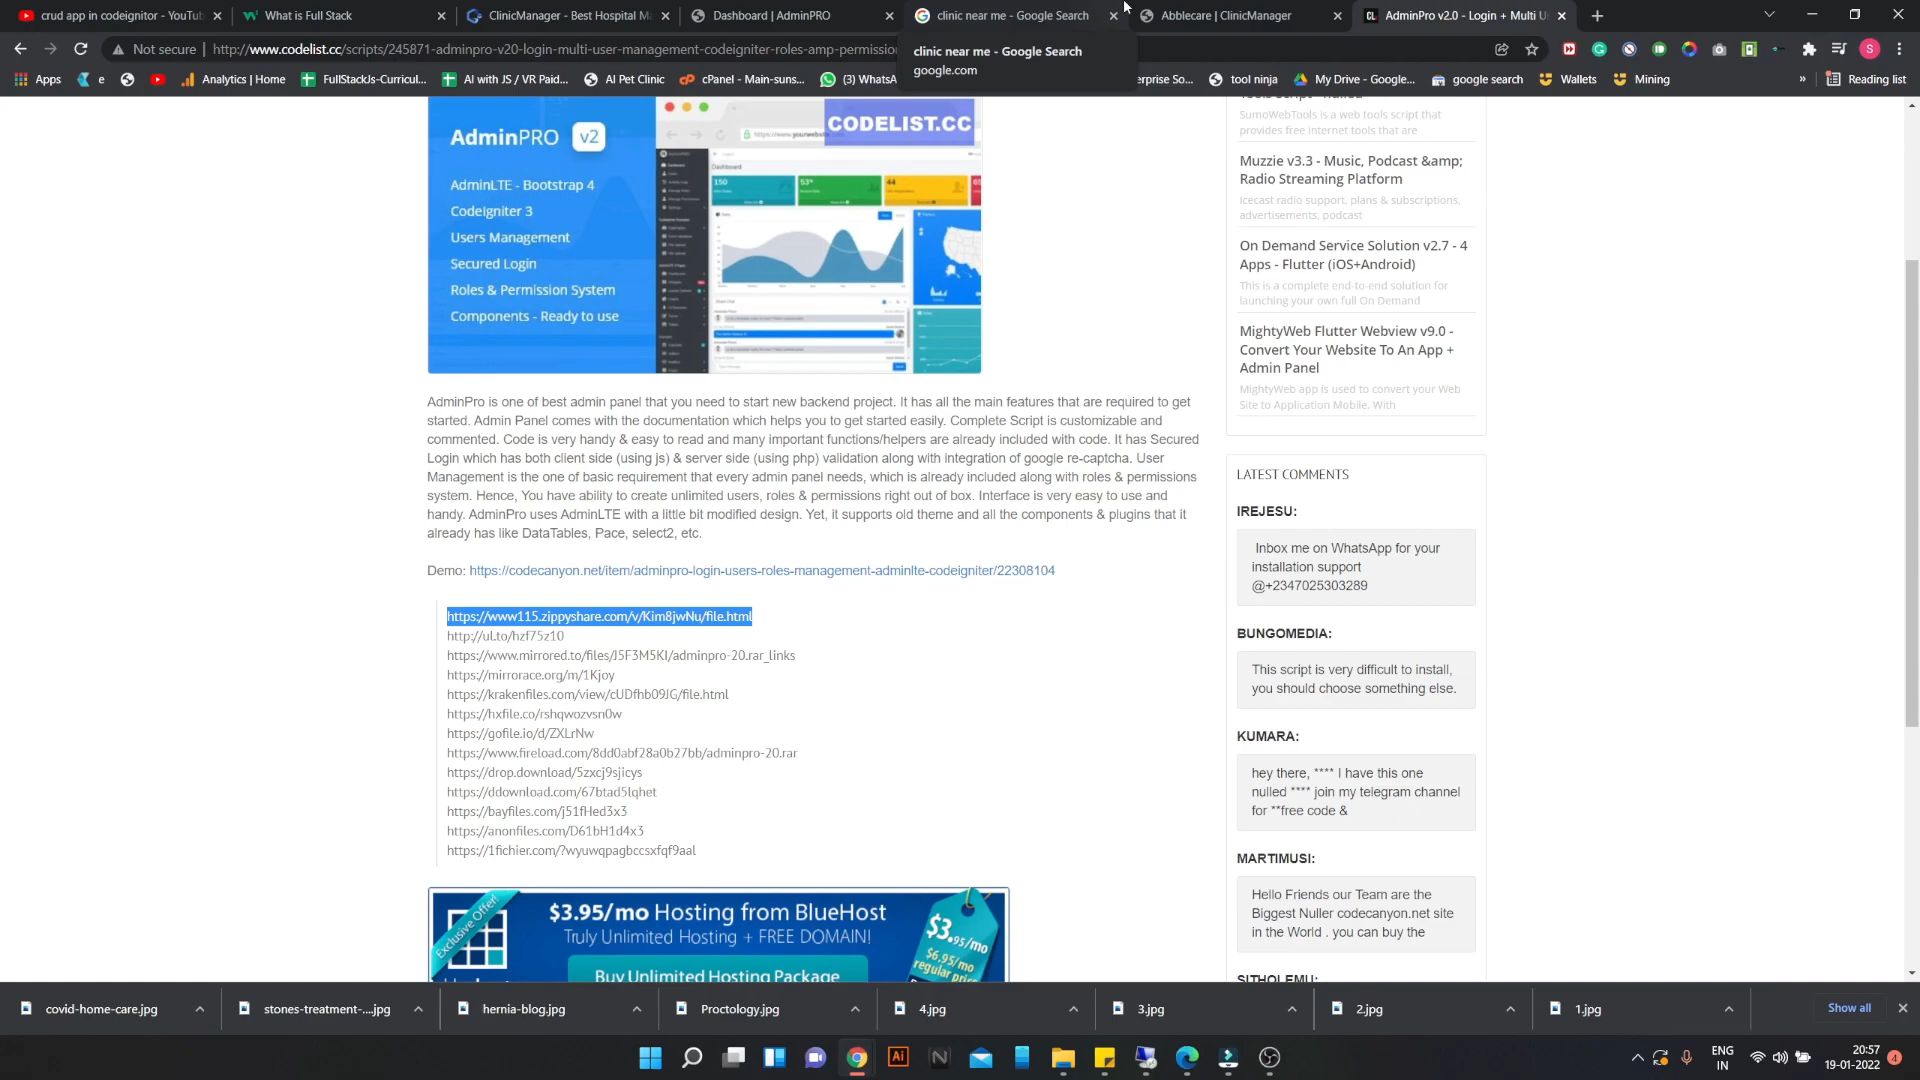 crud app in codeignitor - YouTub
What is Full Stack
ClinicManager - Best Hospital Ma
Dashboard | AdminPRO
clinic near me - Google Search
Abblecare | ClinicManager
AdminPro v2.0 - Login + Multi U
Not secure | http://www.codelist.cc/scripts/245871-adminpro-v20-login-multi-user-management-codeigniter-roles-amp-permission
clinic near me - Google Search
google.com
Apps
e
Analytics | Home
FullStackJs-Curricul...
AI with JS / VR Paid...
AI Pet Clinic
cPanel - Main-suns...
(3) WhatsA
erprise So...
tool ninja
My Drive - Google...
google search
Wallets
Mining
»
Reading list
AdminPRO v2
AdminLTE - Bootstrap 4
CodeIgniter 3
Users Management
Secured Login
Roles & Permission System
Components - Ready to use
CODELIST.CC
Dashboard
150
53%
44
AdminPro is one of best admin panel that you need to start new backend project. It has all the main features that are required to get
started. Admin Panel comes with the documentation which helps you to get started easily. Complete Script is customizable and
commented. Code is very handy & easy to read and many important functions/helpers are already included with code. It has Secured
Login which has both client side (using js) & server side (using php) validation along with integration of google re-captcha. User
Management is the one of basic requirement that every admin panel needs, which is already included along with roles & permissions
system. Hence, You have ability to create unlimited users, roles & permissions right out of box. Interface is very easy to use and
handy. AdminPro uses AdminLTE with a little bit modified design. Yet, it supports old theme and all the components & plugins that it
already has like DataTables, Pace, select2, etc.
Demo: https://codecanyon.net/item/adminpro-login-users-roles-management-adminlte-codeigniter/22308104
https://www115.zippyshare.com/v/Kim8jwNu/file.html
http://ul.to/hzf75z10
https://www.mirrored.to/files/J5F3M5KI/adminpro-20.rar_links
https://mirrorace.org/m/1Kjoy
https://krakenfiles.com/view/cUDfhb09JG/file.html
https://hxfile.co/rshqwozvsn0w
https://gofile.io/d/ZXLrNw
https://www.fireload.com/8dd0abf28a0b27bb/adminpro-20.rar
https://drop.download/5zxcj9sjicys
https://ddownload.com/67btad5lqhet
https://bayfiles.com/j51fHed3x3
https://anonfiles.com/D61bH1d4x3
https://1fichier.com/?wyuwqpagbccsxfqf9aal
Exclusive Offer!
$3.95/mo Hosting from BlueHost
Truly Unlimited Hosting + FREE DOMAIN!
Buy Unlimited Hosting Package
$3.95/mo
$6.95/mo
regular price
SumoWebTools is a web tools script that
provides free internet tools that are
Muzzie v3.3 - Music, Podcast &amp;
Radio Streaming Platform
Icecast radio support, plans & subscriptions,
advertisements, podcast
On Demand Service Solution v2.7 - 4
Apps - Flutter (iOS+Android)
This is a complete end-to-end solution for
launching your own full On Demand
MightyWeb Flutter Webview v9.0 -
Convert Your Website To An App +
Admin Panel
MightyWeb app is used to convert your Web
Site to Application Mobile. With
LATEST COMMENTS
IREJESU:
Inbox me on WhatsApp for your
installation support
@+2347025303289
BUNGOMEDIA:
This script is very difficult to install,
you should choose something else.
KUMARA:
hey there, **** I have this one
nulled **** join my telegram channel
for **free code &
MARTIMUSI:
Hello Friends our Team are the
Biggest Nuller codecanyon.net site
in the World . you can buy the
SITHOLEMU:
covid-home-care.jpg
stones-treatment-....jpg
hernia-blog.jpg
Proctology.jpg
4.jpg
3.jpg
2.jpg
1.jpg
Show all
ENG
IN
20:57
19-01-2022
4